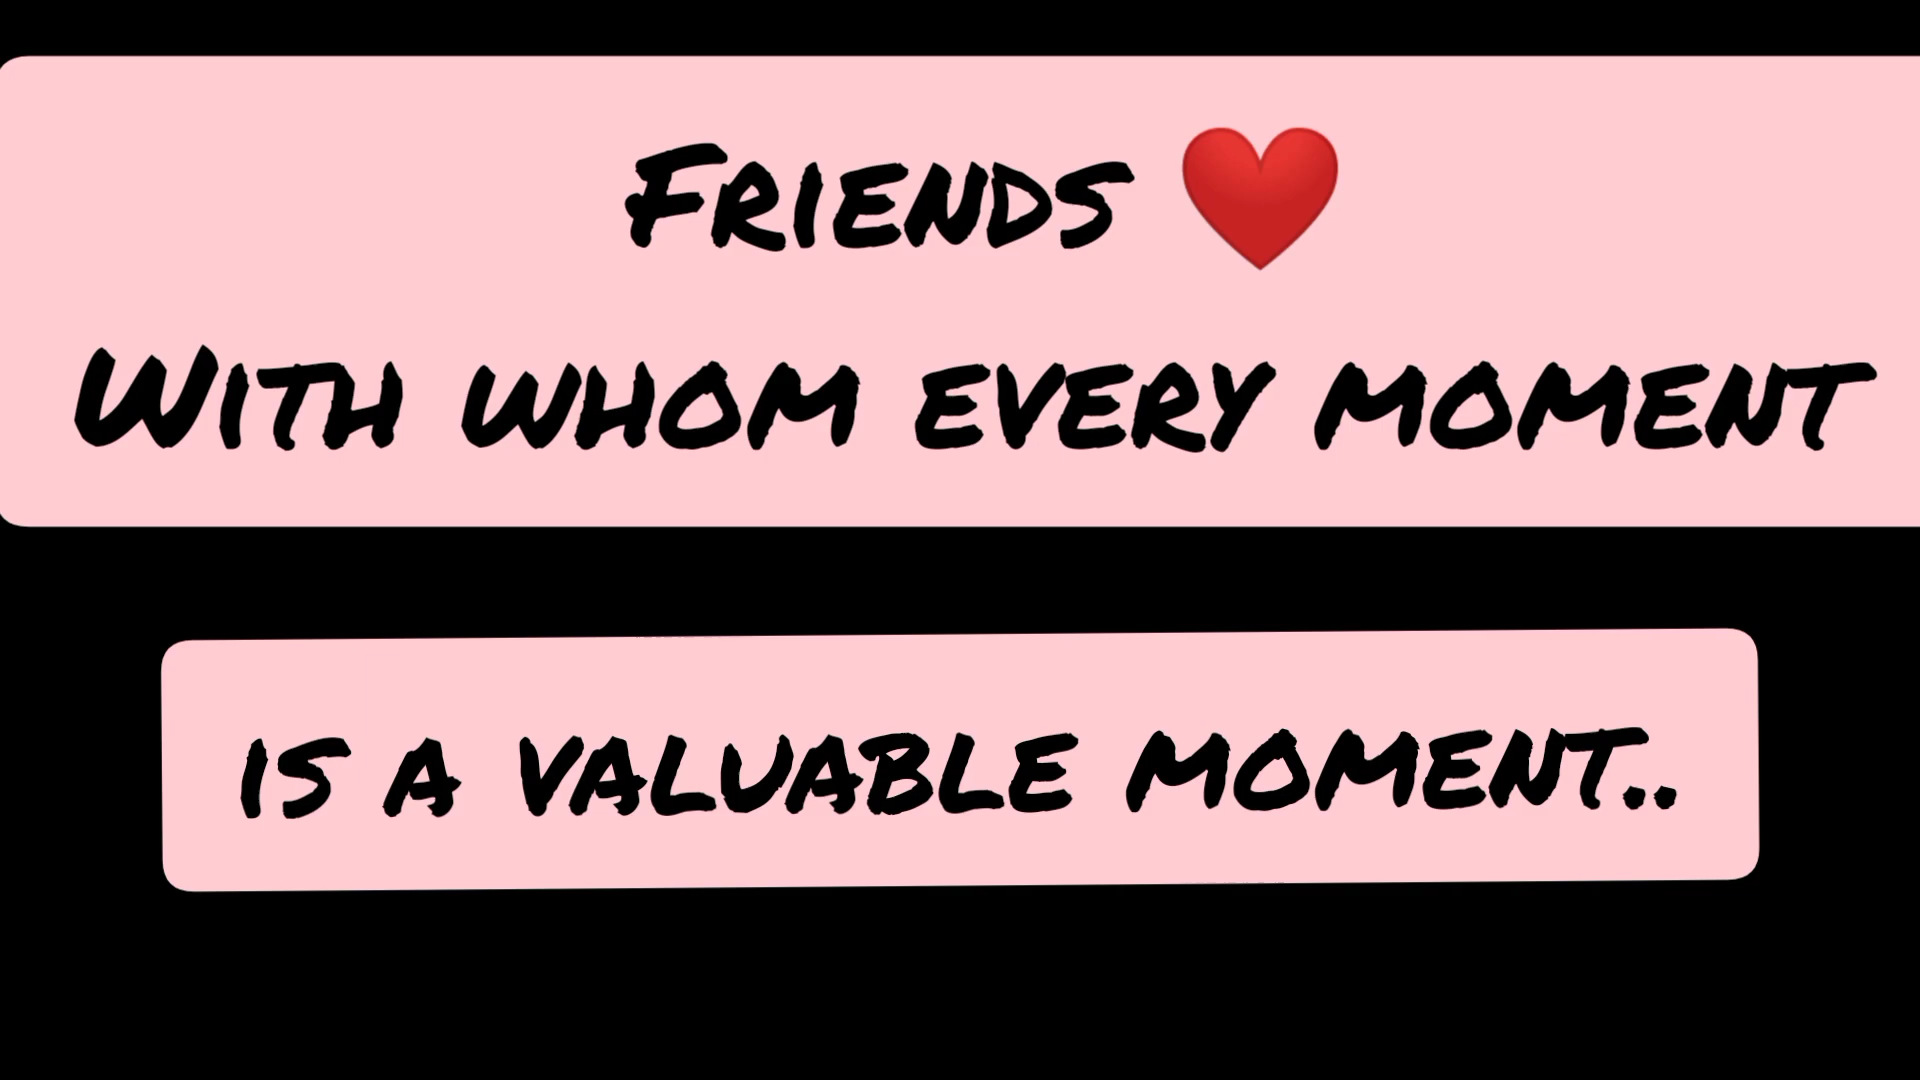 Friends ❤️
With whom every moment
is a valuable moment..